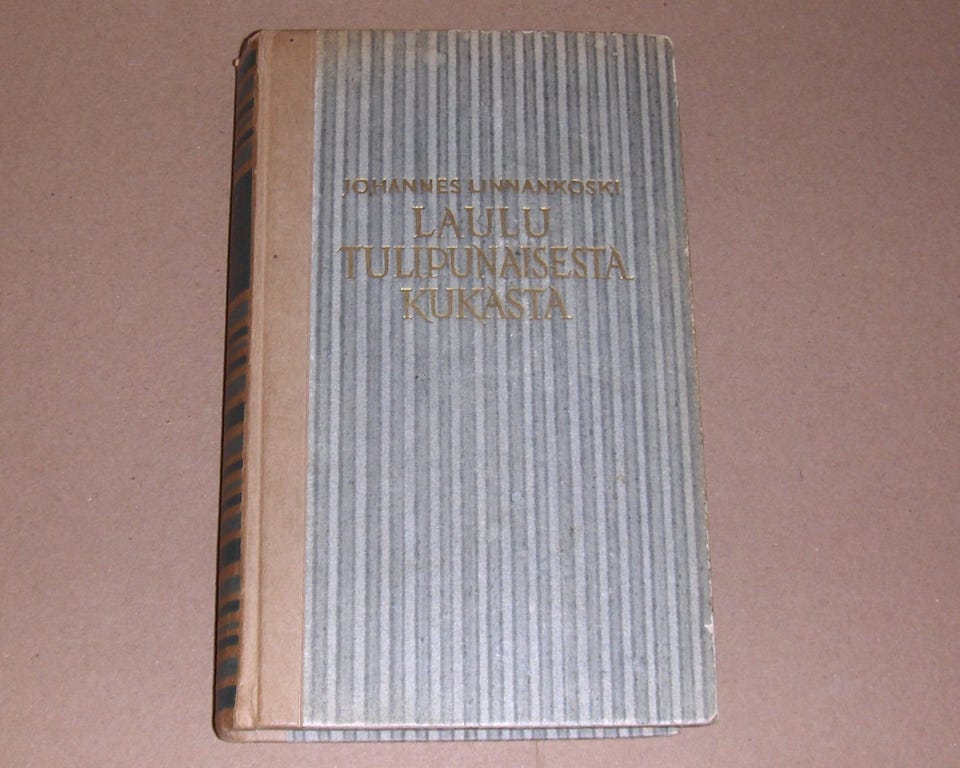 JOHANNES LINNANKOSKI
LAULU
TULIPUNAISESTA
KUKASTA